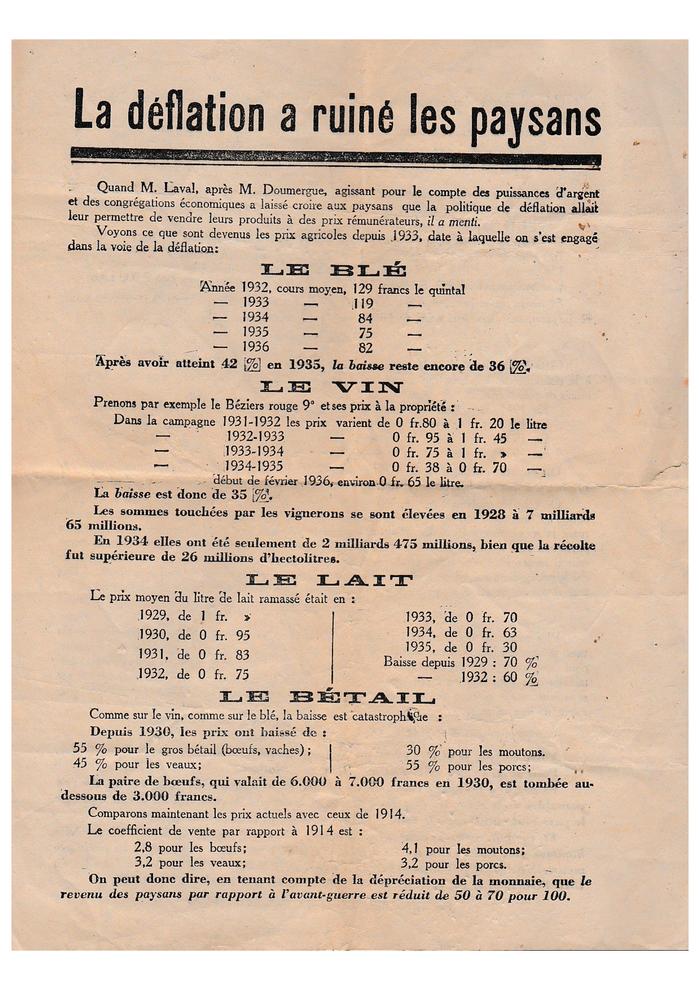 La déflation a ruiné les paysans
Quand M. Laval, après M. Doumergue, agissant pour le compte des puissances d'argent
et des congrégations économiques a laissé croire aux paysans que la politique de déflation allait
leur permettre de vendre leurs produits à des prix rémunérateurs, il a menti.
Voyons ce que sont devenus les prix agricoles depuis 1933, date à laquelle on s'est engagé
dans la voie de la déflation:
LE BLÉ
Année 1932, cours moyen, 129 francs le quintal
— 1933 — 119 —
— 1934 — 84 —
— 1935 — 75 —
— 1936 — 82 —
Après avoir atteint 42 % en 1935, la baisse reste encore de 36 %.
LE VIN
Prenons par exemple le Béziers rouge 9° et ses prix à la propriété :
Dans la campagne 1931-1932 les prix varient de 0 fr.80 à 1 fr. 20 le litre
— 1932-1933 — 0 fr. 95 à 1 fr. 45 —
— 1933-1934 — 0 fr. 75 à 1 fr. » —
— 1934-1935 — 0 fr. 38 à 0 fr. 70 —
début de février 1936, environ 0 fr. 65 le litre.
La baisse est donc de 35 %.
Les sommes touchées par les vignerons se sont élevées en 1928 à 7 milliards
65 millions.
En 1934 elles ont été seulement de 2 milliards 475 millions, bien que la récolte
fut supérieure de 26 millions d'hectolitres.
LE LAIT
Le prix moyen du litre de lait ramassé était en :
1929, de 1 fr. »
1930, de 0 fr. 95
1931, de 0 fr. 83
1932, de 0 fr. 75
1933, de 0 fr. 70
1934, de 0 fr. 63
1935, de 0 fr. 30
Baisse depuis 1929 : 70 %
— 1932 : 60 %
LE BÉTAIL
Comme sur le vin, comme sur le blé, la baisse est catastrophique :
Depuis 1930, les prix ont baissé de :
55 % pour le gros bétail (bœufs, vaches) ;
45 % pour les veaux;
30 % pour les moutons.
55 % pour les porcs;
La paire de bœufs, qui valait de 6.000 à 7.000 francs en 1930, est tombée au-
dessous de 3.000 francs.
Comparons maintenant les prix actuels avec ceux de 1914.
Le coefficient de vente par rapport à 1914 est :
2,8 pour les bœufs;
3,2 pour les veaux;
4,1 pour les moutons;
3,2 pour les porcs.
On peut donc dire, en tenant compte de la dépréciation de la monnaie, que le
revenu des paysans par rapport à l'avant-guerre est réduit de 50 à 70 pour 100.